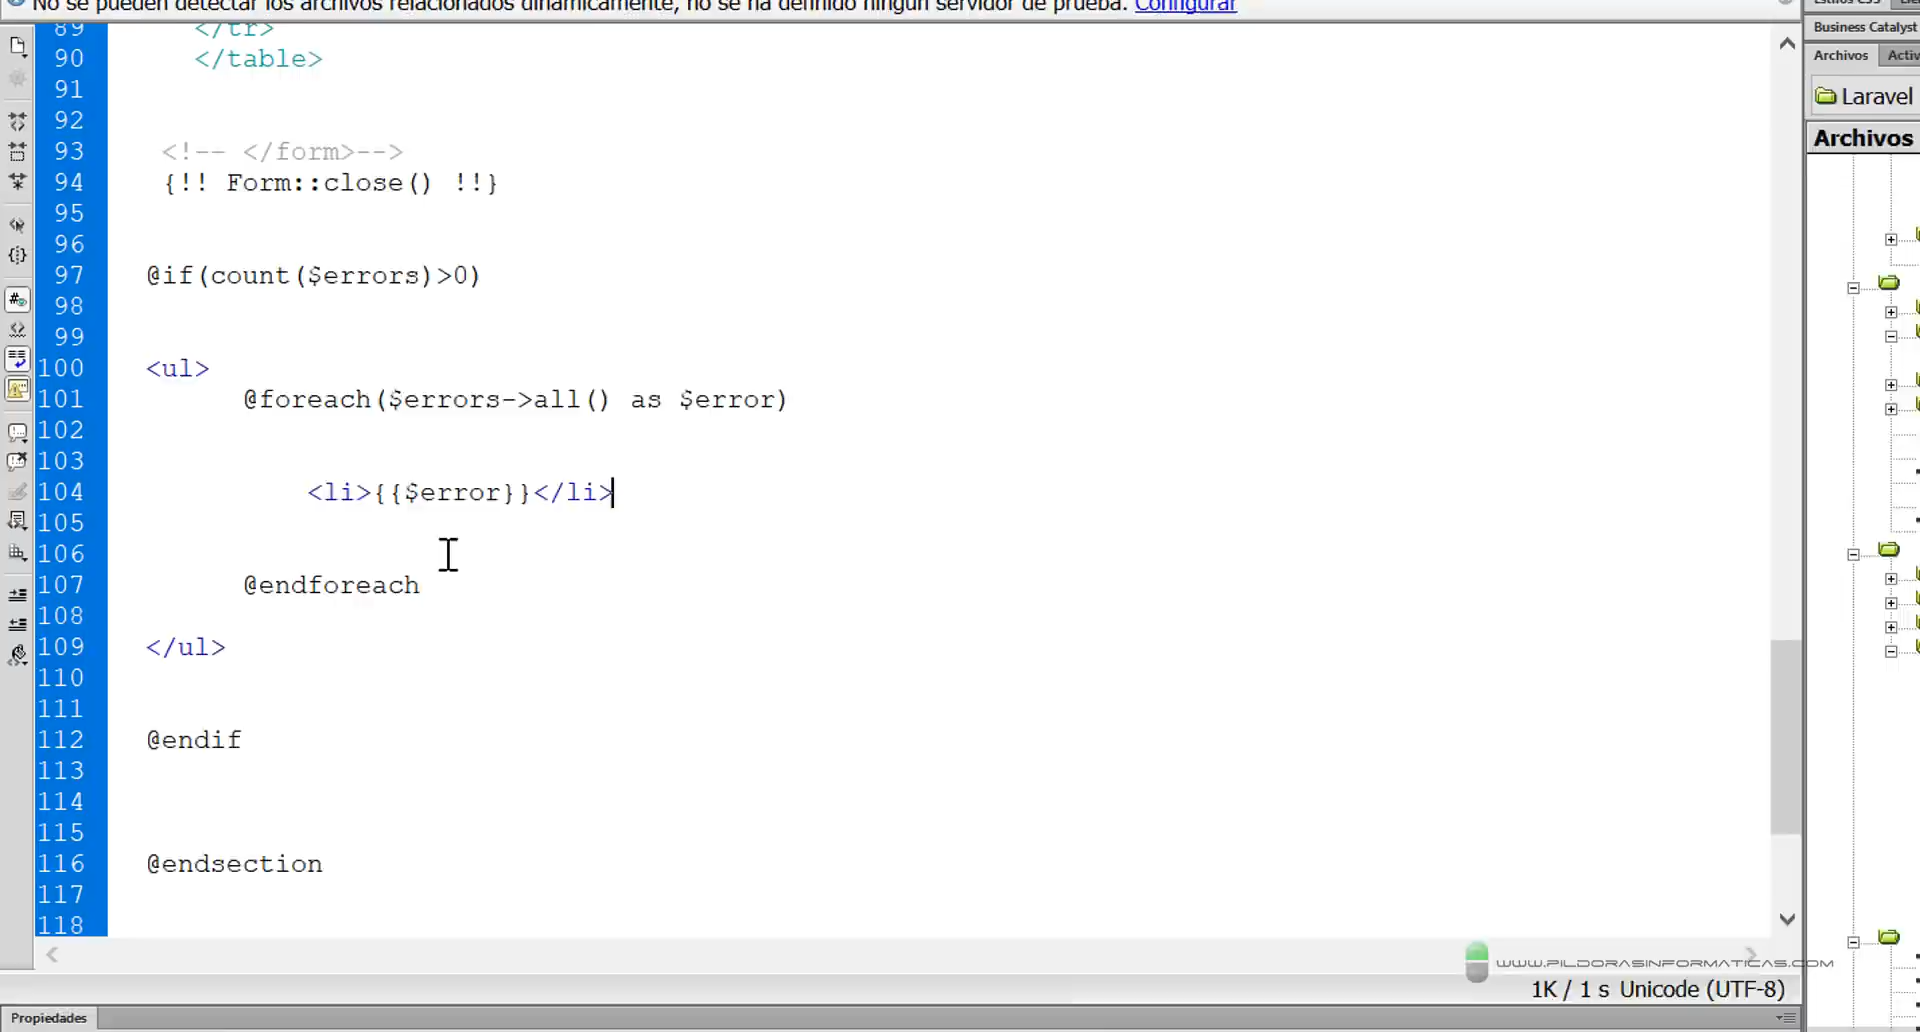 No se pueden detectar los archivos relacionados dinámicamente, no se ha definido ningún servidor de prueba. Configurar
Estilos CSS
Business Catalyst
Archivos
Laravel
Archivos
89 </tr>
90 </table>
91
92
93 <!-- </form>-->
94 {!! Form::close() !!}
95
96
97 @if(count($errors)>0)
98
99
100 <ul>
101 @foreach($errors->all() as $error)
102
103
104 <li>{{$error}}</li>
105
106
107 @endforeach
108
109 </ul>
110
111
112 @endif
113
114
115
116 @endsection
117
118
WWW.PILDORASINFORMATICAS.COM
1K / 1 s Unicode (UTF-8)
Propiedades